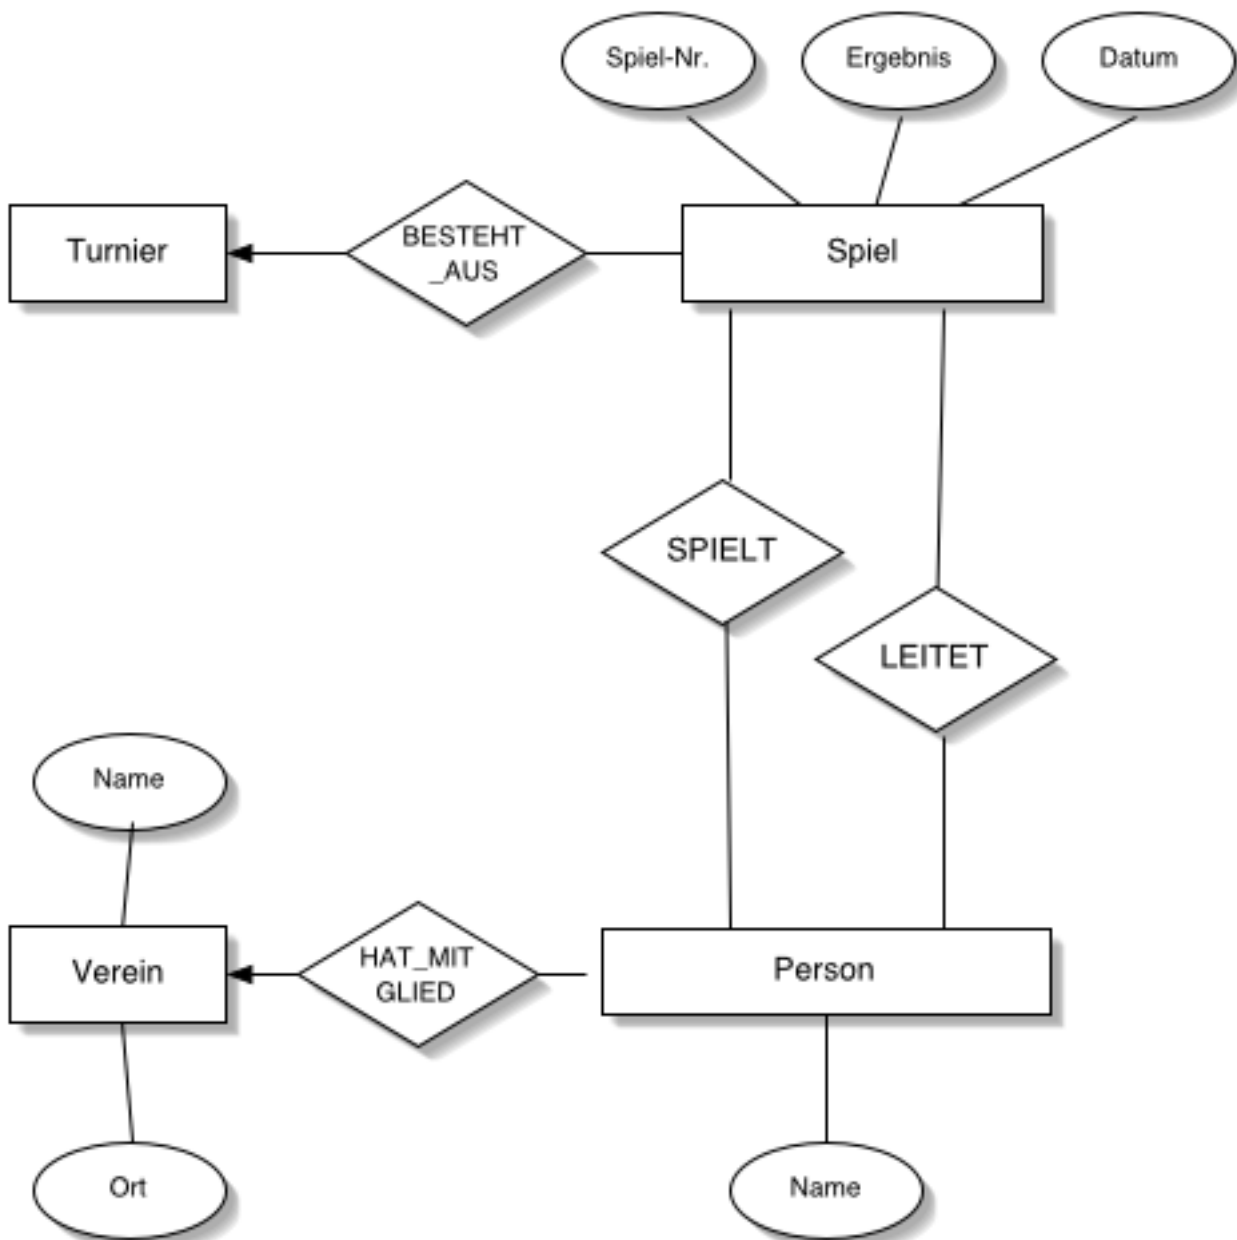 Spiel-Nr.
Ergebnis
Datum
Turnier
BESTEHT
_AUS
Spiel
SPIELT
LEITET
Name
Verein
HAT_MIT
GLIED
Person
Ort
Name